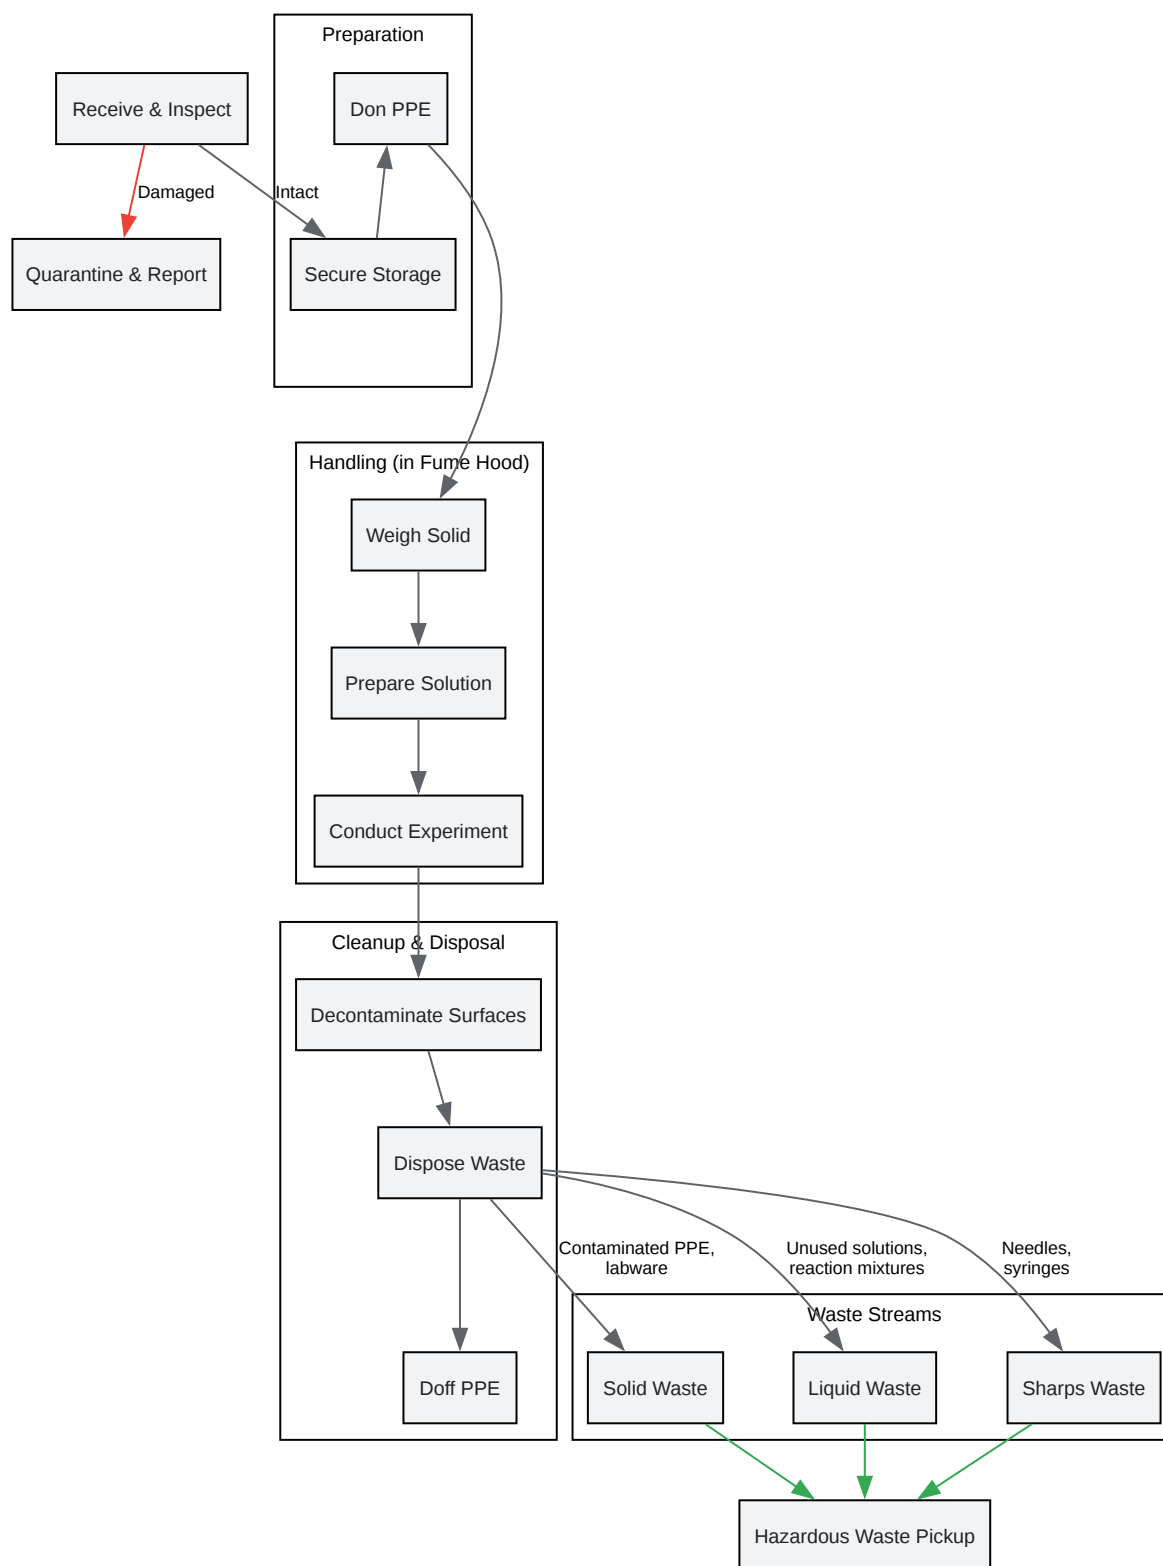 Preparation
Receive & Inspect
Don PPE
Damaged
Intact
Quarantine & Report
Secure Storage
Handling (in Fume Hood)
Weigh Solid
Prepare Solution
Conduct Experiment
Cleanup & Disposal
Decontaminate Surfaces
Dispose Waste
Contaminated PPE,
labware
Unused solutions,
reaction mixtures
Needles,
syringes
Waste Streams
Doff PPE
Solid Waste
Liquid Waste
Sharps Waste
Hazardous Waste Pickup